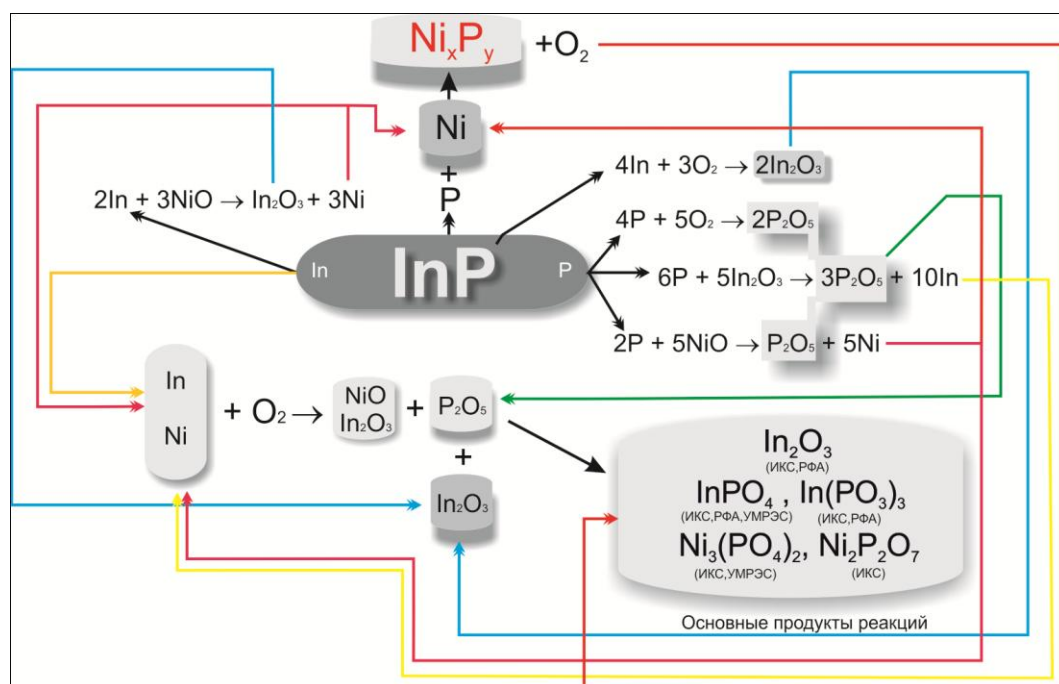 NiₓPᵧ +O₂
Ni
+
P
4In + 3O₂ → 2In₂O₃
2In + 3NiO → In₂O₃ + 3Ni
4P + 5O₂ → 2P₂O₅
In InP P
6P + 5In₂O₃ → 3P₂O₅ + 10In
2P + 5NiO → P₂O₅ + 5Ni
In
Ni
+ O₂ →
NiO
In₂O₃
+ P₂O₅
+
In₂O₃
In₂O₃
(ИКС,РФА)
InPO₄ , In(PO₃)₃
(ИКС,РФА,УМРЭС) (ИКС,РФА)
Ni₃(PO₄)₂, Ni₂P₂O₇
(ИКС,УМРЭС) (ИКС)
Основные продукты реакций